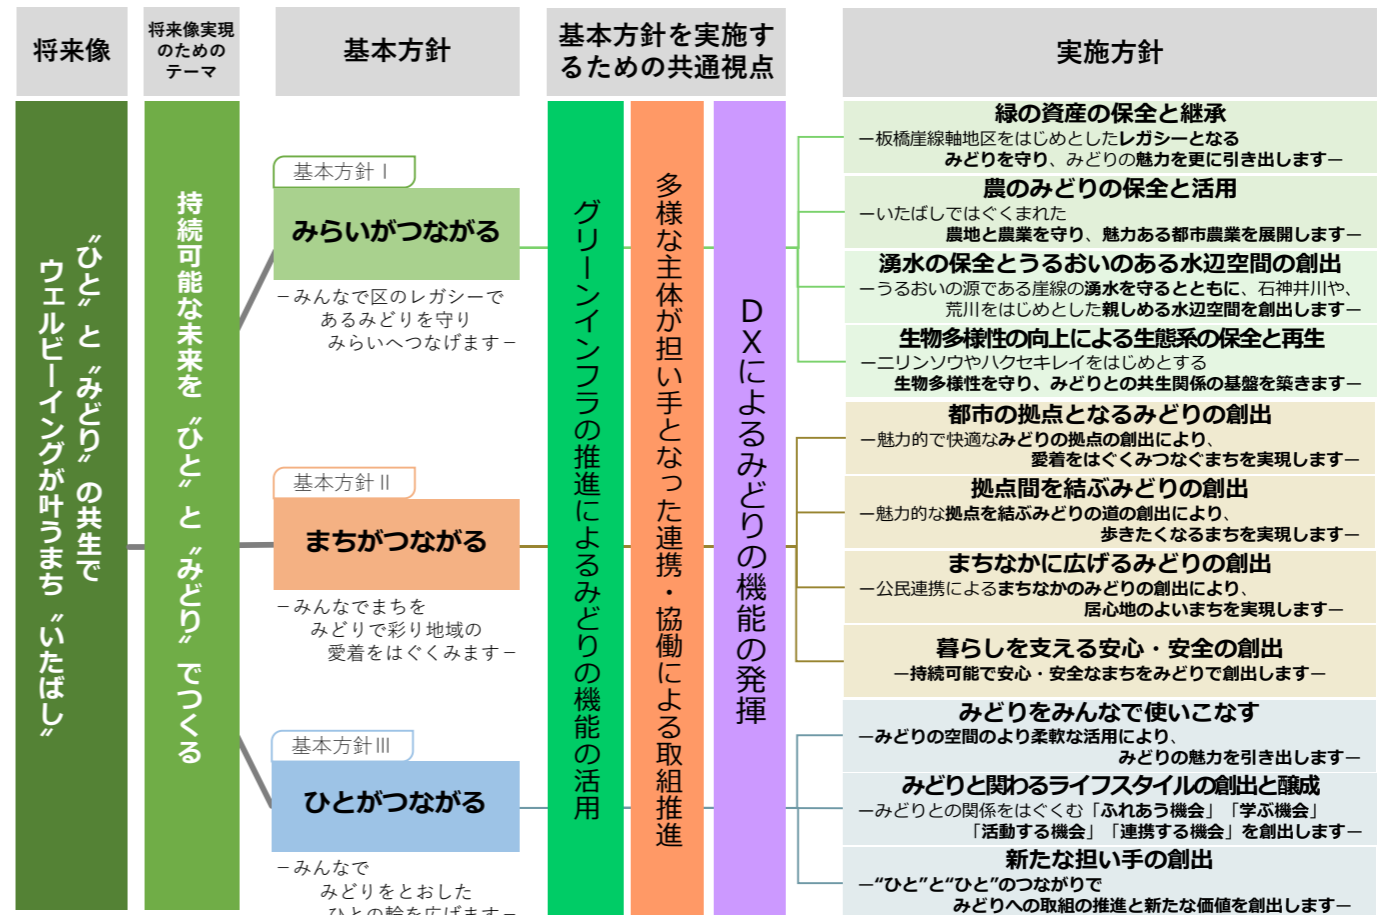 将来像
将来像実現
のための
テーマ
基本方針
基本方針を実施す
るための共通視点
実施方針
“ひと”と“みどり”の共生で
ウェルビーイングが叶うまち“いたばし”
持続可能な未来を“ひと”と“みどり”でつくる
基本方針Ⅰ
みらいがつながる
－みんなで区のレガシーで
あるみどりを守り
みらいへつなげます－
基本方針Ⅱ
まちがつながる
－みんなでまちを
みどりで彩り地域の
愛着をはぐくみます－
基本方針Ⅲ
ひとがつながる
－みんなで
みどりをとおした
ひとの輪を広げます－
グリーンインフラの推進によるみどりの機能の活用
多様な主体が担い手となった連携・協働による取組推進
DXによるみどりの機能の発揮
緑の資産の保全と継承
－板橋崖線軸地区をはじめとしたレガシーとなる
みどりを守り、みどりの魅力を更に引き出します－
農のみどりの保全と活用
－いたばしではぐくまれた
農地と農業を守り、魅力ある都市農業を展開します－
湧水の保全とうるおいのある水辺空間の創出
－うるおいの源である崖線の湧水を守るとともに、石神井川や、
荒川をはじめとした親しめる水辺空間を創出します－
生物多様性の向上による生態系の保全と再生
－ニリンソウやハクセキレイをはじめとする
生物多様性を守り、みどりとの共生関係の基盤を築きます－
都市の拠点となるみどりの創出
－魅力的で快適なみどりの拠点の創出により、
愛着をはぐくみつなぐまちを実現します－
拠点間を結ぶみどりの創出
－魅力的な拠点を結ぶみどりの道の創出により、
歩きたくなるまちを実現します－
まちなかに広げるみどりの創出
－公民連携によるまちなかのみどりの創出により、
居心地のよいまちを実現します－
暮らしを支える安心・安全の創出
－持続可能で安心・安全なまちをみどりで創出します－
みどりをみんなで使いこなす
－みどりの空間のより柔軟な活用により、
みどりの魅力を引き出します－
みどりと関わるライフスタイルの創出と醸成
－みどりとの関係をはぐくむ「ふれあう機会」「学ぶ機会」
「活動する機会」「連携する機会」を創出します－
新たな担い手の創出
－“ひと”と“ひと”のつながりで
みどりへの取組の推進と新たな価値を創出します－